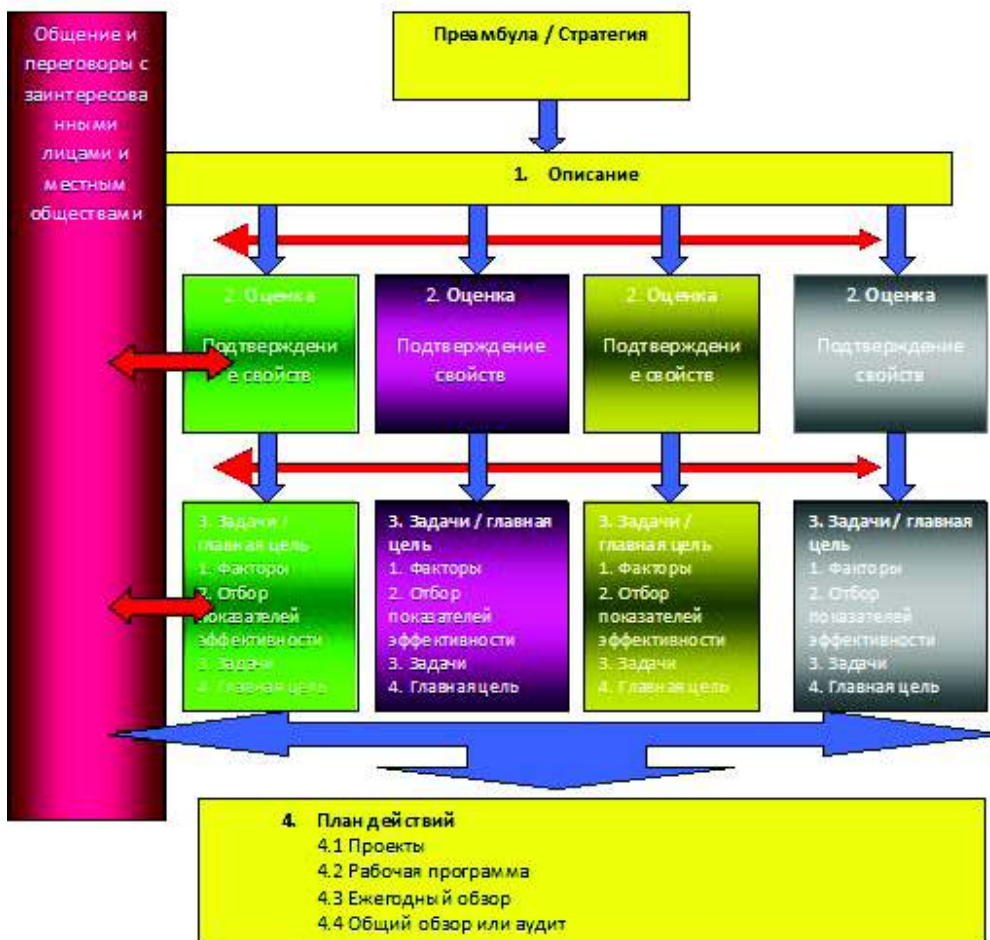 Общение и
переговоры с
заинтересова
нными
лицами и
местным
обществами
Преамбула / Стратегия
1. Описание
2. Оценка
Подтверждени
е свойств
2. Оценка
Подтверждение
свойств
2. Оценка
Подтверждени
е свойств
2. Оценка
Подтверждение
свойств
3. Задачи /
главная цель
1. Факторы
2. Отбор
показателей
эффективности
3. Задачи
4. Главная цель
3. Задачи / главная
цель
1. Факторы
2. Отбор
показателей
эффективности
3. Задачи
4. Главная цель
3. Задачи /
главная цель
1. Факторы
2. Отбор
показателей
эффективности
3. Задачи
4. Главная цель
3. Задачи / главная
цель
1. Факторы
2. Отбор
показателей
эффективности
3. Задачи
4. Главная цель
4. План действий
4.1 Проекты
4.2 Рабочая программа
4.3 Ежегодный обзор
4.4 Общий обзор или аудит